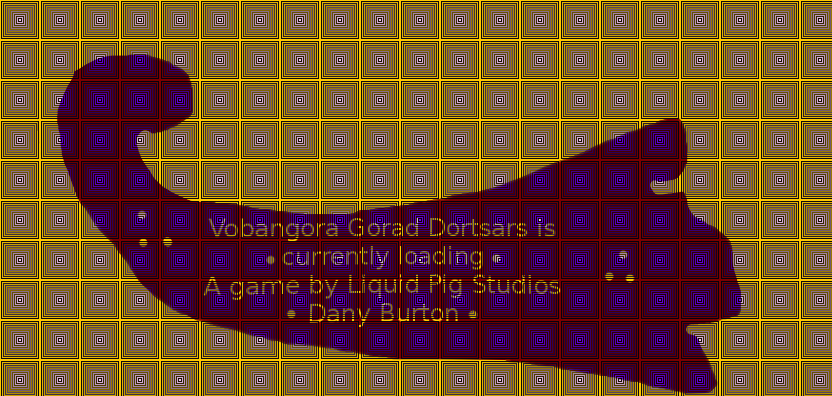 Vobangora Gorad Dortsars is
• currently loading •
A game by Liquid Pig Studios
• Dany Burton •